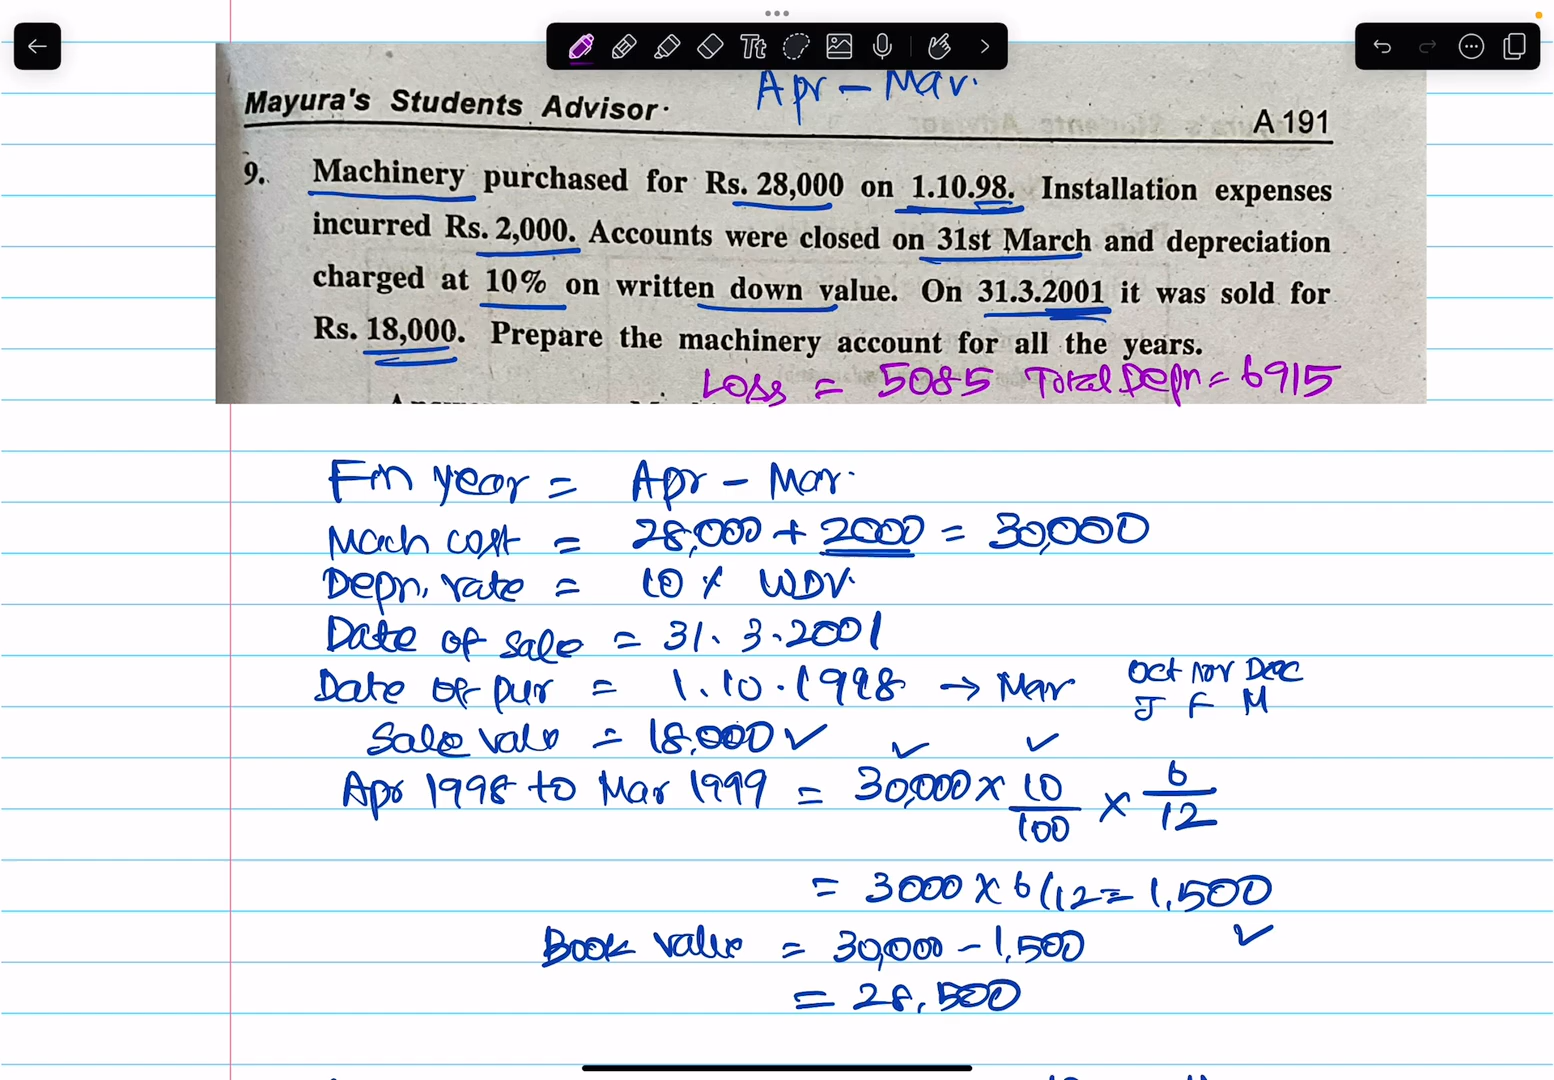 Tt
Apr – Mar.
Mayura's Students Advisor.
A 191
9. Machinery purchased for Rs. 28,000 on 1.10.98. Installation expenses
incurred Rs. 2,000. Accounts were closed on 31st March and depreciation
charged at 10% on written down value. On 31.3.2001 it was sold for
Rs. 18,000. Prepare the machinery account for all the years.
Loss = 5085 Total Depn = 6915
Fin year = Apr – Mar.
Mach cost = 28,000 + 2000 = 30,000
Depn. rate = 10 % WDV.
Date of sale = 31.3.2001
Date of pur = 1.10.1998 → Mar Oct Nov Dec
J F M
Sale valu = 18,000 ✓
Apr 1998 to Mar 1999 = 30,000 × 10/100 × 6/12
= 3000 × 6/12 = 1,500
Book value = 30,000 – 1,500
= 28,500